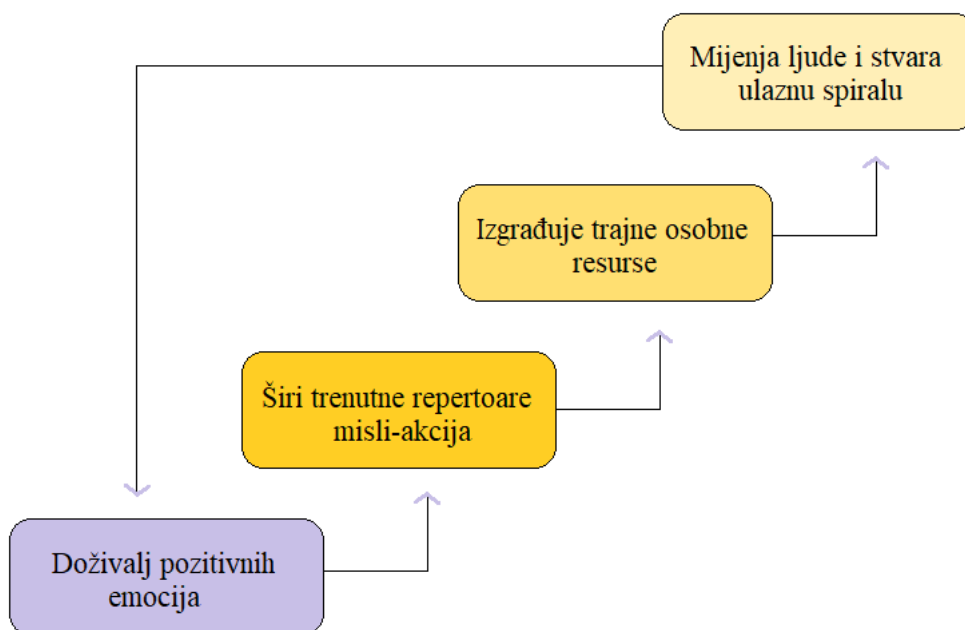 Mijenja ljude i stvara
ulaznu spiralu
Izgrađuje trajne osobne
resurse
Širi trenutne repertoare
misli-akcija
Doživalj pozitivnih
emocija